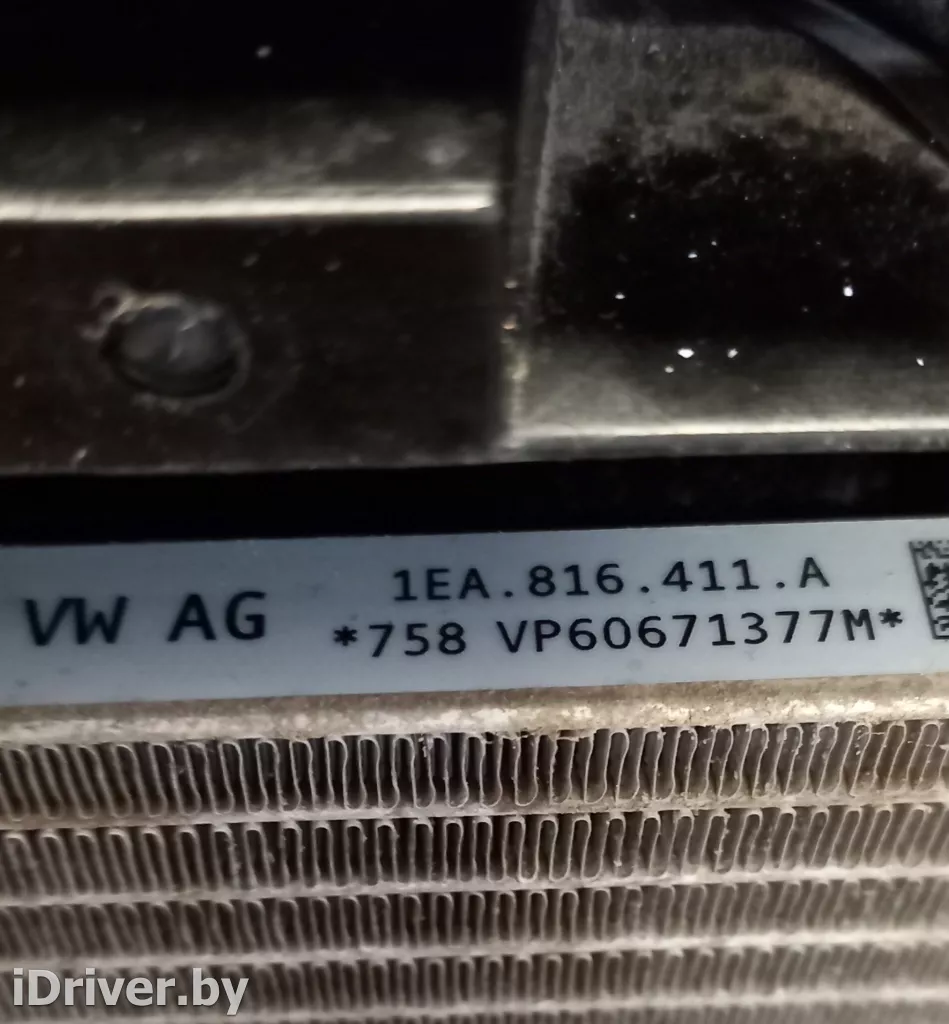 1EA.816.411.A
VW AG
*758 VP60671377M*
iDriver.by